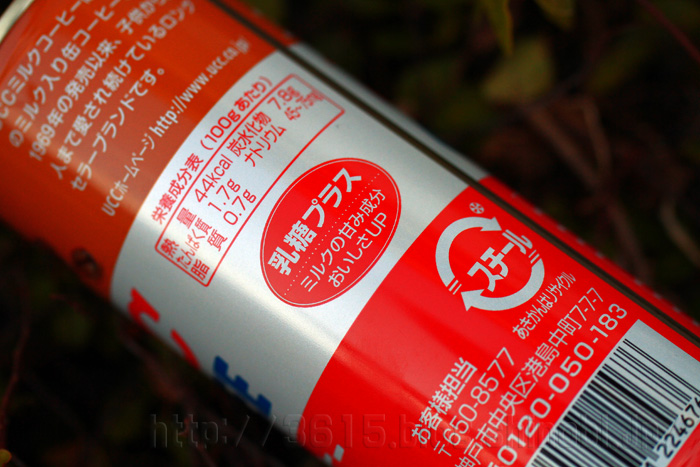 Cミルクコーヒーは
のミルク入り缶コーヒー
1969年の発売以来、子供から
人まで愛され続けているロング
セラーブランドです。
UCCホームページ http://www.ucc.co.jp
栄養成分表(100gあたり)
熱量 44kcal 炭水化物 7.8g
たんぱく質 1.7g ナトリウム
脂質 0.7g
乳糖プラス
ミルクの甘み成分
おいしさUP
スチール
あきかんはリサイクル
お客様担当
〒650-8577
神戸市中央区港島中町7-7-7
0120-050-183